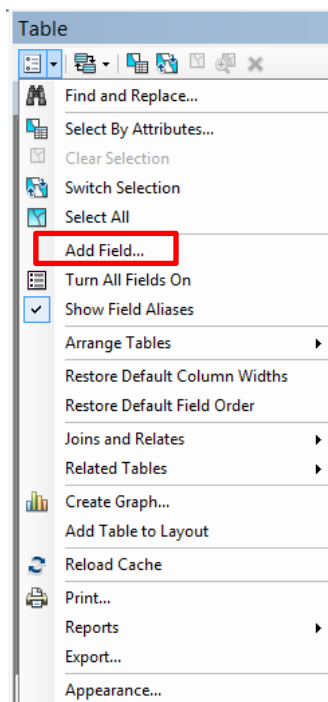 Table
Find and Replace...
Select By Attributes...
Clear Selection
Switch Selection
Select All
Add Field...
Turn All Fields On
Show Field Aliases
Arrange Tables
Restore Default Column Widths
Restore Default Field Order
Joins and Relates
Related Tables
Create Graph...
Add Table to Layout
Reload Cache
Print...
Reports
Export...
Appearance...